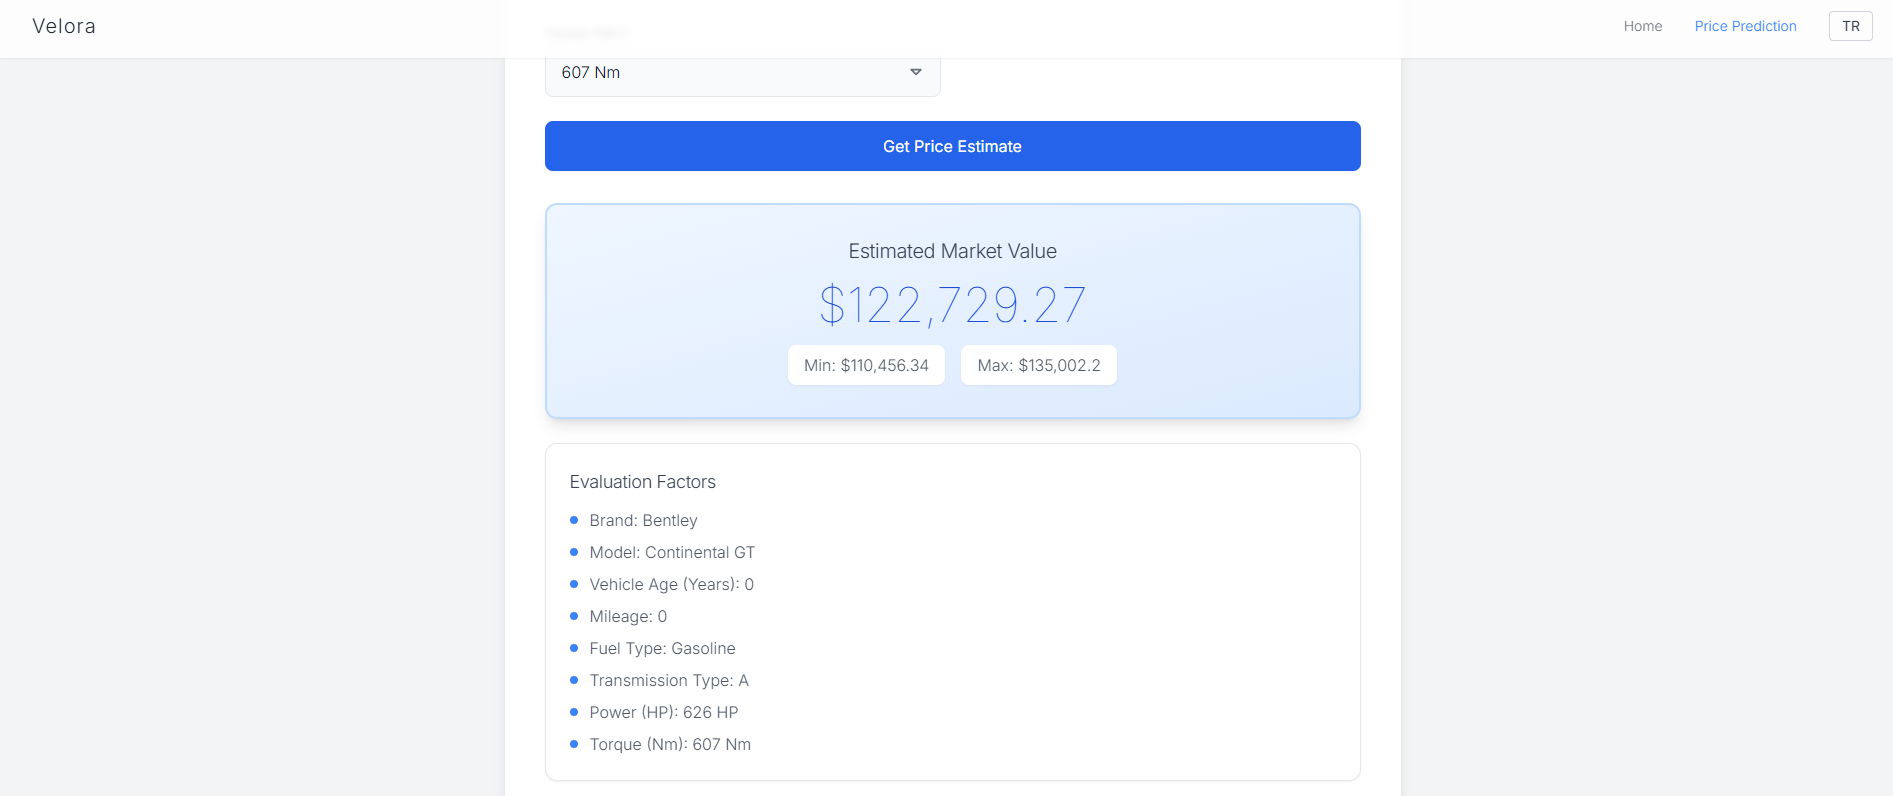 Velora
Home
Price Prediction
TR
607 Nm
Get Price Estimate
Estimated Market Value
$122,729.27
Min: $110,456.34
Max: $135,002.2
Evaluation Factors
Brand: Bentley
Model: Continental GT
Vehicle Age (Years): 0
Mileage: 0
Fuel Type: Gasoline
Transmission Type: A
Power (HP): 626 HP
Torque (Nm): 607 Nm